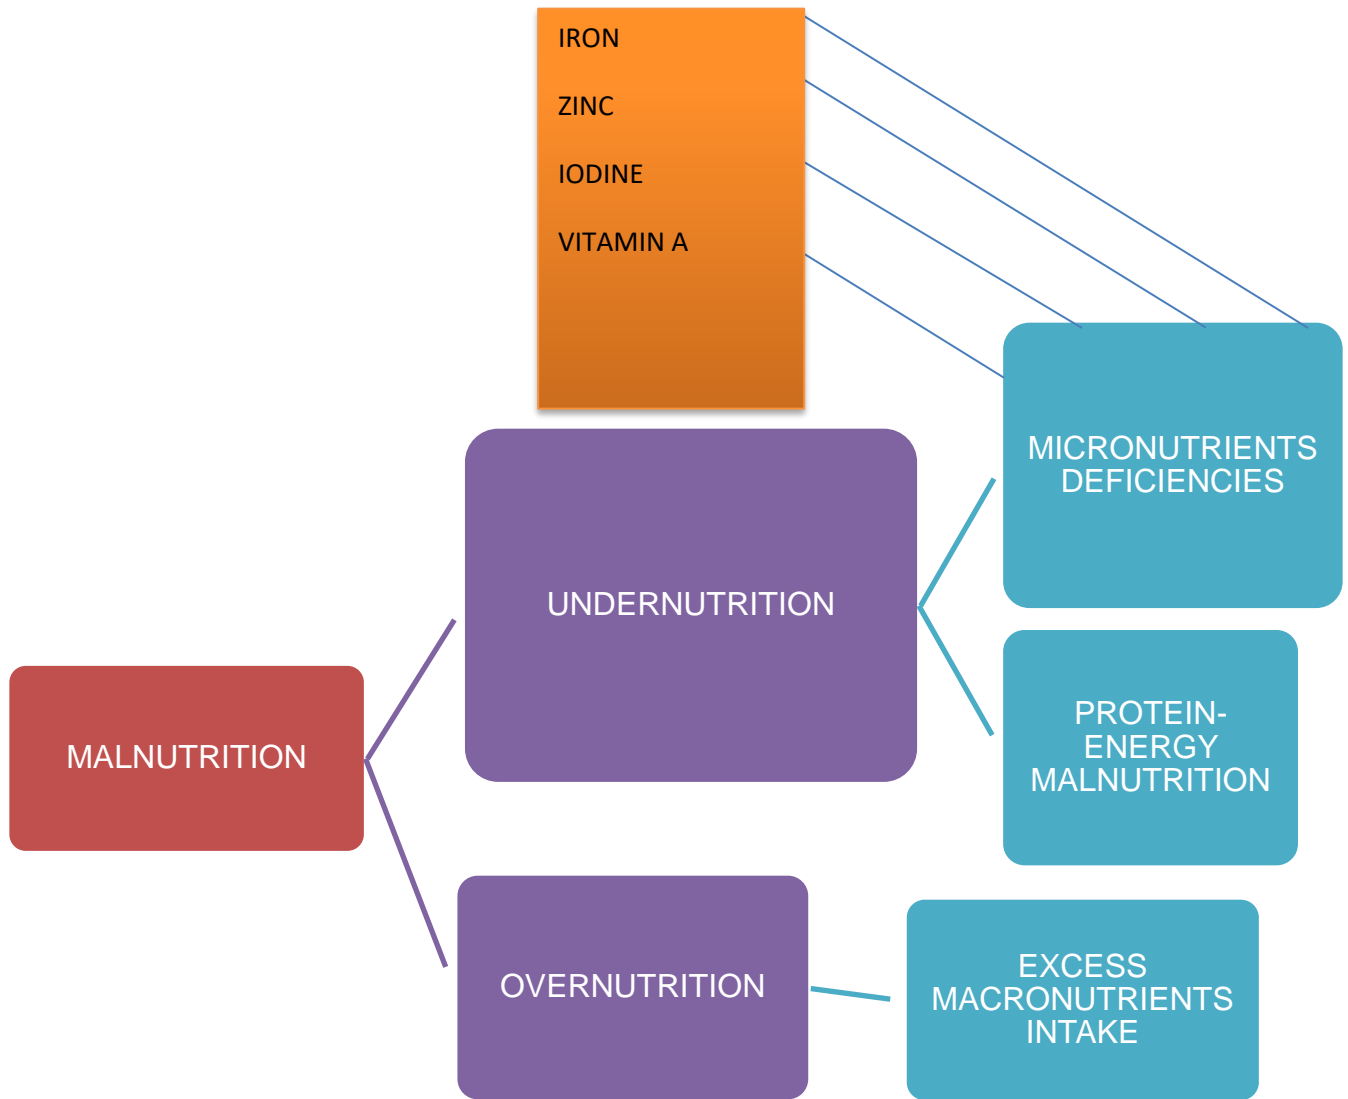 IRON
ZINC
IODINE
VITAMIN A
MICRONUTRIENTS
DEFICIENCIES
UNDERNUTRITION
PROTEIN-
ENERGY
MALNUTRITION
MALNUTRITION
OVERNUTRITION
EXCESS
MACRONUTRIENTS
INTAKE